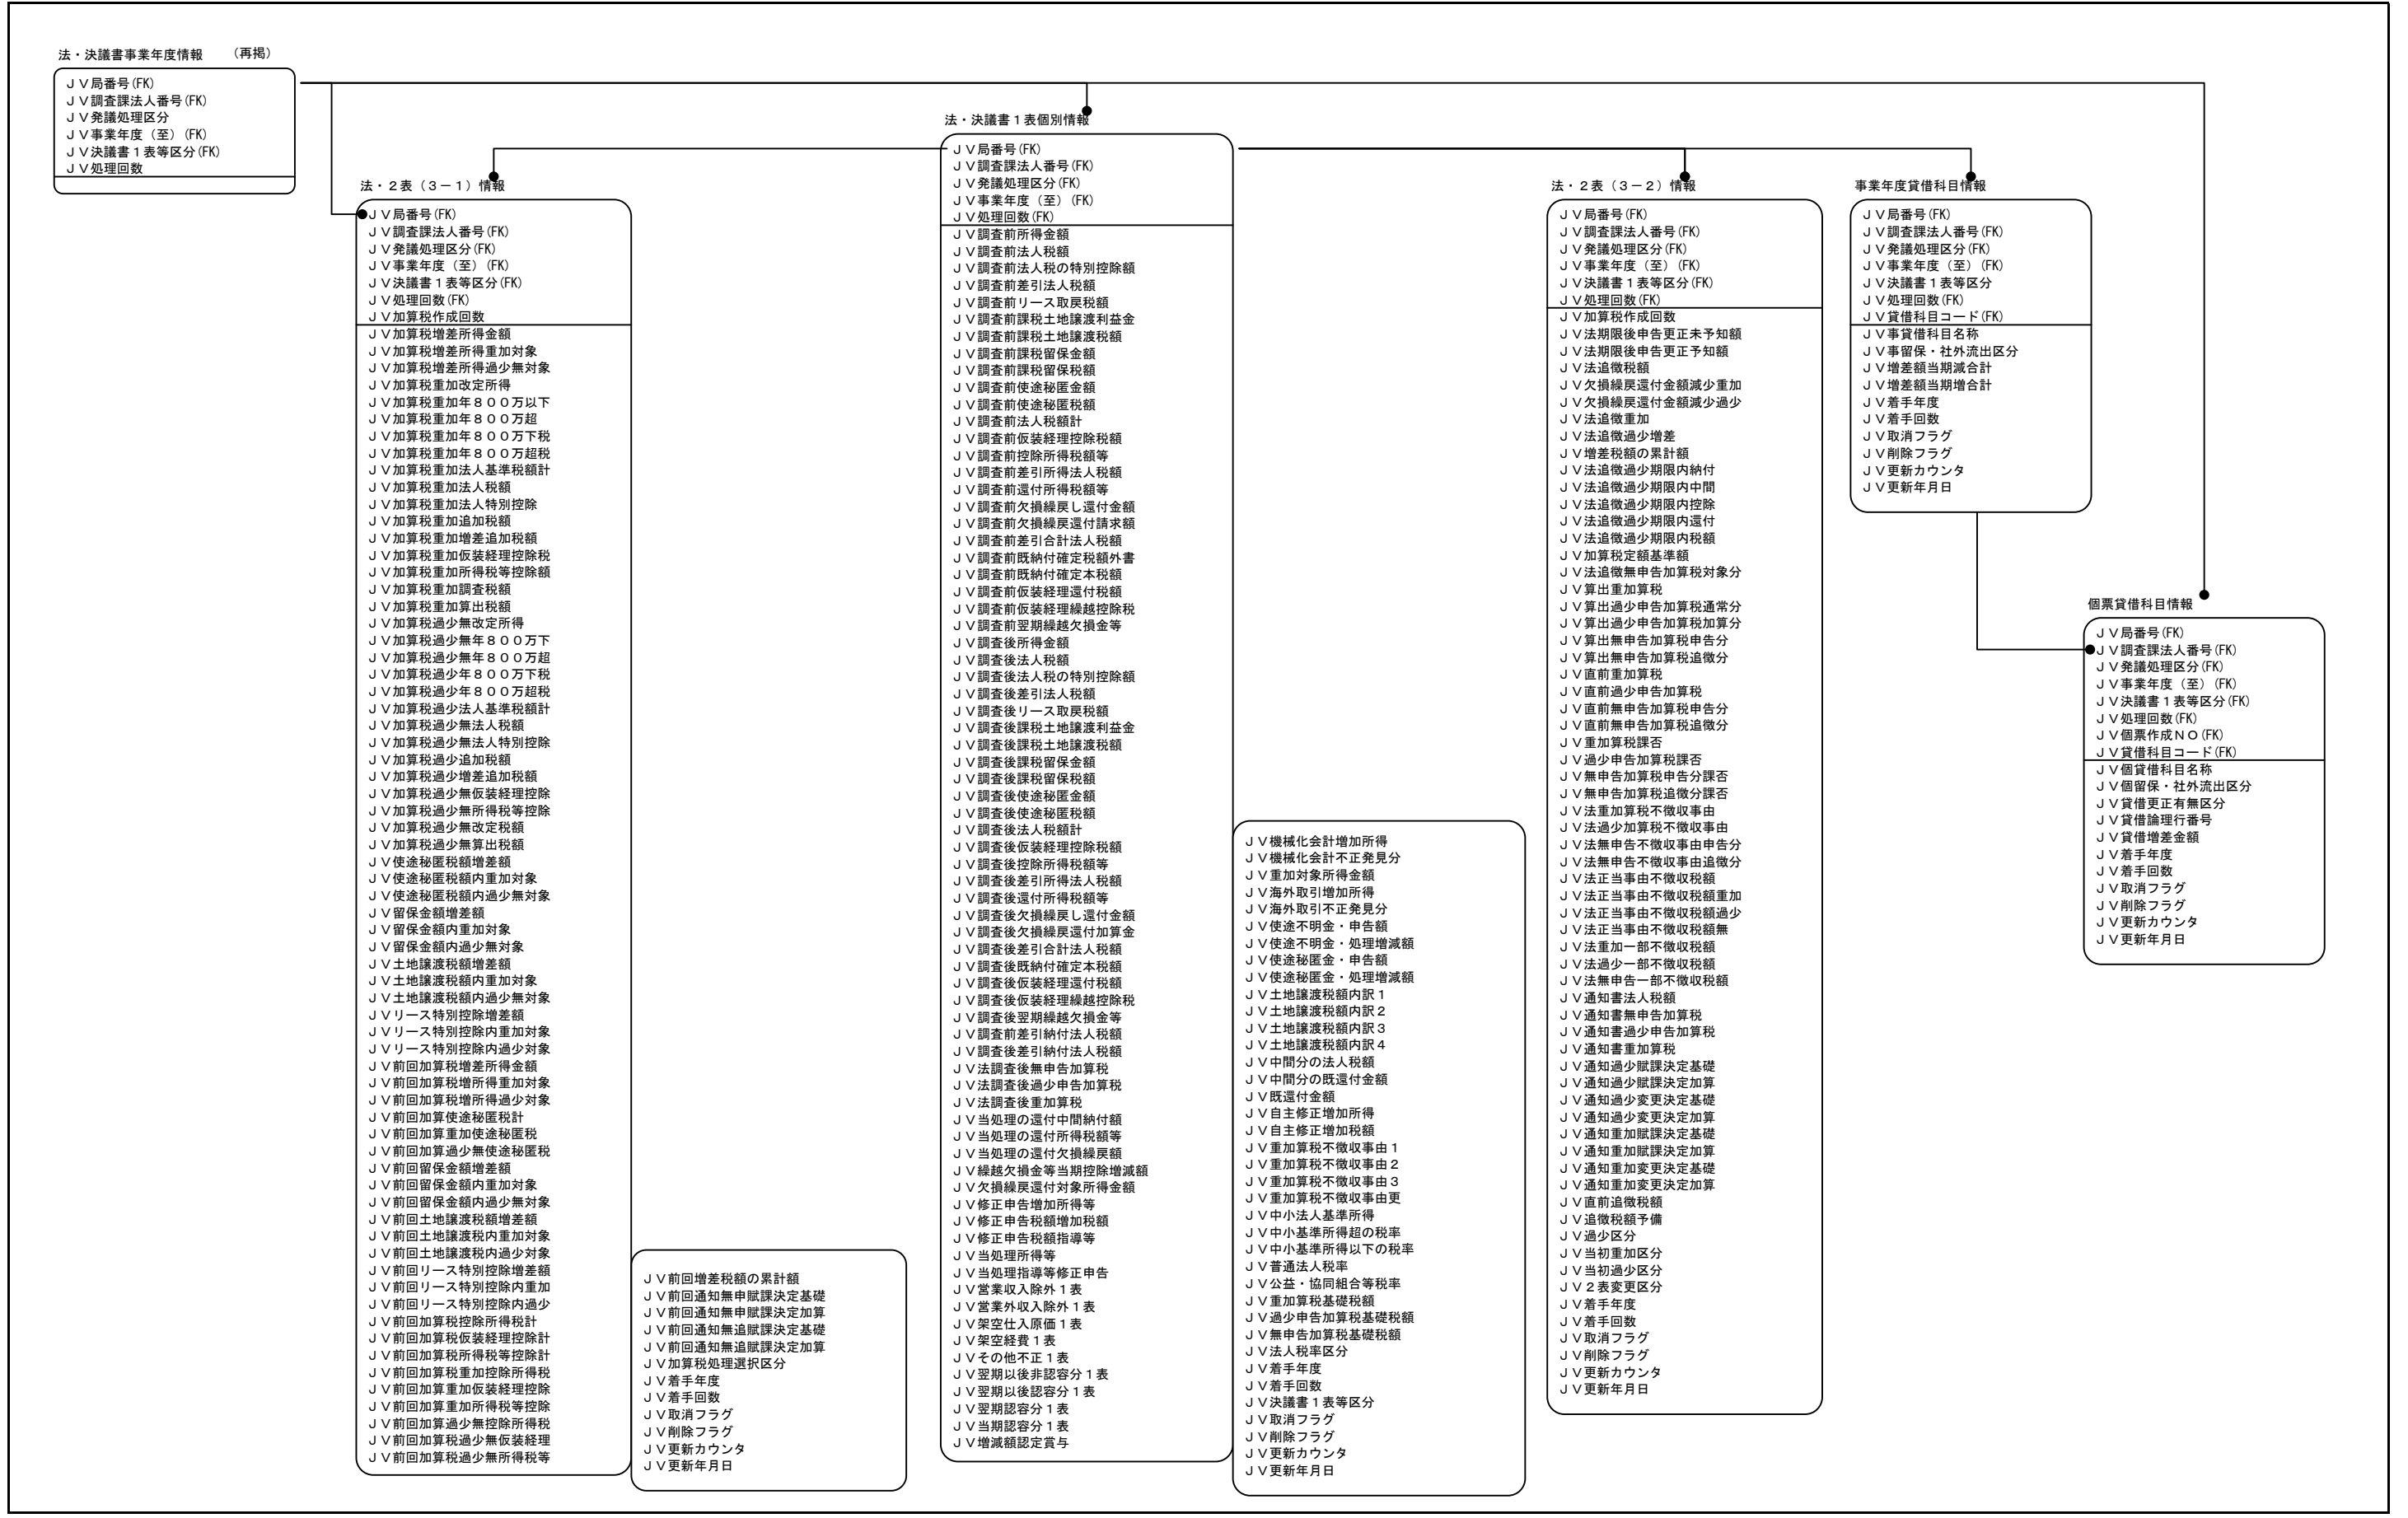 法・決議書事業年度情報　　（再掲）
ＪＶ局番号(FK)
ＪＶ調査課法人番号(FK)
ＪＶ発議処理区分
ＪＶ事業年度（至）(FK)
ＪＶ決議書１表等区分(FK)
ＪＶ処理回数
法・２表（３－１）情報
ＪＶ局番号(FK)
ＪＶ調査課法人番号(FK)
ＪＶ発議処理区分(FK)
ＪＶ事業年度（至）(FK)
ＪＶ決議書１表等区分(FK)
ＪＶ処理回数(FK)
ＪＶ加算税作成回数
ＪＶ加算税増差所得金額
ＪＶ加算税増差所得重加対象
ＪＶ加算税増差所得過少無対象
ＪＶ加算税重加改定所得
ＪＶ加算税重加年８００万以下
ＪＶ加算税重加年８００万超
ＪＶ加算税重加年８００万下税
ＪＶ加算税重加年８００万超税
ＪＶ加算税重加法人基準税額計
ＪＶ加算税重加法人税額
ＪＶ加算税重加法人特別控除
ＪＶ加算税重加追加税額
ＪＶ加算税重加増差追加税額
ＪＶ加算税重加仮装経理控除税
ＪＶ加算税重加所得税等控除額
ＪＶ加算税重加調査税額
ＪＶ加算税重加算出税額
ＪＶ加算税過少無改定所得
ＪＶ加算税過少無年８００万下
ＪＶ加算税過少無年８００万超
ＪＶ加算税過少年８００万下税
ＪＶ加算税過少年８００万超税
ＪＶ加算税過少法人基準税額計
ＪＶ加算税過少無法人税額
ＪＶ加算税過少無法人特別控除
ＪＶ加算税過少追加税額
ＪＶ加算税過少増差追加税額
ＪＶ加算税過少無仮装経理控除
ＪＶ加算税過少無所得税等控除
ＪＶ加算税過少無改定税額
ＪＶ加算税過少無算出税額
ＪＶ使途秘匿税額増差額
ＪＶ使途秘匿税額内重加対象
ＪＶ使途秘匿税額内過少無対象
ＪＶ留保金額増差額
ＪＶ留保金額内重加対象
ＪＶ留保金額内過少無対象
ＪＶ土地譲渡税額増差額
ＪＶ土地譲渡税額内重加対象
ＪＶ土地譲渡税額内過少無対象
ＪＶリース特別控除増差額
ＪＶリース特別控除内重加対象
ＪＶリース特別控除内過少対象
ＪＶ前回加算税増差所得金額
ＪＶ前回加算税増所得重加対象
ＪＶ前回加算税増所得過少対象
ＪＶ前回加算使途秘匿税計
ＪＶ前回加算重加使途秘匿税
ＪＶ前回加算過少無使途秘匿税
ＪＶ前回留保金額増差額
ＪＶ前回留保金額内重加対象
ＪＶ前回留保金額内過少無対象
ＪＶ前回土地譲渡税額増差額
ＪＶ前回土地譲渡税内重加対象
ＪＶ前回土地譲渡税内過少対象
ＪＶ前回リース特別控除増差額
ＪＶ前回リース特別控除内重加
ＪＶ前回リース特別控除内過少
ＪＶ前回加算税控除所得税計
ＪＶ前回加算税仮装経理控除計
ＪＶ前回加算税所得税等控除計
ＪＶ前回加算税重加控除所得税
ＪＶ前回加算重加仮装経理控除
ＪＶ前回加算重加所得税等控除
ＪＶ前回加算過少無控除所得税
ＪＶ前回加算税過少無仮装経理
ＪＶ前回加算税過少無所得税等
ＪＶ前回増差税額の累計額
ＪＶ前回通知無申賦課決定基礎
ＪＶ前回通知無申賦課決定加算
ＪＶ前回通知無追賦課決定基礎
ＪＶ前回通知無追賦課決定加算
ＪＶ加算税処理選択区分
ＪＶ着手年度
ＪＶ着手回数
ＪＶ取消フラグ
ＪＶ削除フラグ
ＪＶ更新カウンタ
ＪＶ更新年月日
法・決議書１表個別情報
ＪＶ局番号(FK)
ＪＶ調査課法人番号(FK)
ＪＶ発議処理区分(FK)
ＪＶ事業年度（至）(FK)
ＪＶ処理回数(FK)
ＪＶ調査前所得金額
ＪＶ調査前法人税額
ＪＶ調査前法人税の特別控除額
ＪＶ調査前差引法人税額
ＪＶ調査前リース取戻税額
ＪＶ調査前課税土地譲渡利益金
ＪＶ調査前課税土地譲渡税額
ＪＶ調査前課税留保金額
ＪＶ調査前課税留保税額
ＪＶ調査前使途秘匿金額
ＪＶ調査前使途秘匿税額
ＪＶ調査前法人税額計
ＪＶ調査前仮装経理控除税額
ＪＶ調査前控除所得税額等
ＪＶ調査前差引所得法人税額
ＪＶ調査前還付所得税額等
ＪＶ調査前欠損繰戻し還付金額
ＪＶ調査前欠損繰戻還付請求額
ＪＶ調査前差引合計法人税額
ＪＶ調査前既納付確定税額外書
ＪＶ調査前既納付確定本税額
ＪＶ調査前仮装経理還付税額
ＪＶ調査前仮装経理繰越控除税
ＪＶ調査前翌期繰越欠損金等
ＪＶ調査後所得金額
ＪＶ調査後法人税額
ＪＶ調査後法人税の特別控除額
ＪＶ調査後差引法人税額
ＪＶ調査後リース取戻税額
ＪＶ調査後課税土地譲渡利益金
ＪＶ調査後課税土地譲渡税額
ＪＶ調査後課税留保金額
ＪＶ調査後課税留保税額
ＪＶ調査後使途秘匿金額
ＪＶ調査後使途秘匿税額
ＪＶ調査後法人税額計
ＪＶ調査後仮装経理控除税額
ＪＶ調査後控除所得税額等
ＪＶ調査後差引所得法人税額
ＪＶ調査後還付所得税額等
ＪＶ調査後欠損繰戻し還付金額
ＪＶ調査後欠損繰戻還付加算金
ＪＶ調査後差引合計法人税額
ＪＶ調査後既納付確定本税額
ＪＶ調査後仮装経理還付税額
ＪＶ調査後仮装経理繰越控除税
ＪＶ調査後翌期繰越欠損金等
ＪＶ調査前差引納付法人税額
ＪＶ調査後差引納付法人税額
ＪＶ法調査後無申告加算税
ＪＶ法調査後過少申告加算税
ＪＶ法調査後重加算税
ＪＶ当処理の還付中間納付額
ＪＶ当処理の還付所得税額等
ＪＶ当処理の還付欠損繰戻額
ＪＶ繰越欠損金等当期控除増減額
ＪＶ欠損繰戻還付対象所得金額
ＪＶ修正申告増加所得等
ＪＶ修正申告税額増加税額
ＪＶ修正申告税額指導等
ＪＶ当処理所得等
ＪＶ当処理指導等修正申告
ＪＶ営業収入除外１表
ＪＶ営業外収入除外１表
ＪＶ架空仕入原価１表
ＪＶ架空経費１表
ＪＶその他不正１表
ＪＶ翌期以後非認容分１表
ＪＶ翌期以後認容分１表
ＪＶ翌期認容分１表
ＪＶ当期認容分１表
ＪＶ増減額認定賞与
ＪＶ機械化会計増加所得
ＪＶ機械化会計不正発見分
ＪＶ重加対象所得金額
ＪＶ海外取引増加所得
ＪＶ海外取引不正発見分
ＪＶ使途不明金・申告額
ＪＶ使途不明金・処理増減額
ＪＶ使途秘匿金・申告額
ＪＶ使途秘匿金・処理増減額
ＪＶ土地譲渡税額内訳１
ＪＶ土地譲渡税額内訳２
ＪＶ土地譲渡税額内訳３
ＪＶ土地譲渡税額内訳４
ＪＶ中間分の法人税額
ＪＶ中間分の既還付金額
ＪＶ既還付金額
ＪＶ自主修正増加所得
ＪＶ自主修正増加税額
ＪＶ重加算税不徴収事由１
ＪＶ重加算税不徴収事由２
ＪＶ重加算税不徴収事由３
ＪＶ重加算税不徴収事由更
ＪＶ中小法人基準所得
ＪＶ中小基準所得超の税率
ＪＶ中小基準所得以下の税率
ＪＶ普通法人税率
ＪＶ公益・協同組合等税率
ＪＶ重加算税基礎税額
ＪＶ過少申告加算税基礎税額
ＪＶ無申告加算税基礎税額
ＪＶ法人税率区分
ＪＶ着手年度
ＪＶ着手回数
ＪＶ決議書１表等区分
ＪＶ取消フラグ
ＪＶ削除フラグ
ＪＶ更新カウンタ
ＪＶ更新年月日
法・２表（３－２）情報
ＪＶ局番号(FK)
ＪＶ調査課法人番号(FK)
ＪＶ発議処理区分(FK)
ＪＶ事業年度（至）(FK)
ＪＶ決議書１表等区分(FK)
ＪＶ処理回数(FK)
ＪＶ加算税作成回数
ＪＶ法期限後申告更正未予知額
ＪＶ法期限後申告更正予知額
ＪＶ法追徴税額
ＪＶ欠損繰戻還付金額減少重加
ＪＶ欠損繰戻還付金額減少過少
ＪＶ法追徴重加
ＪＶ法追徴過少増差
ＪＶ増差税額の累計額
ＪＶ法追徴過少期限内納付
ＪＶ法追徴過少期限内中間
ＪＶ法追徴過少期限内控除
ＪＶ法追徴過少期限内還付
ＪＶ法追徴過少期限内税額
ＪＶ加算税定額基準額
ＪＶ法追徴無申告加算税対象分
ＪＶ算出重加算税
ＪＶ算出過少申告加算税通常分
ＪＶ算出過少申告加算税加算分
ＪＶ算出無申告加算税申告分
ＪＶ算出無申告加算税追徴分
ＪＶ直前重加算税
ＪＶ直前過少申告加算税
ＪＶ直前無申告加算税申告分
ＪＶ直前無申告加算税追徴分
ＪＶ重加算税課否
ＪＶ過少申告加算税課否
ＪＶ無申告加算税申告分課否
ＪＶ無申告加算税追徴分課否
ＪＶ法重加算税不徴収事由
ＪＶ法過少加算税不徴収事由
ＪＶ法無申告不徴収事由申告分
ＪＶ法無申告不徴収事由追徴分
ＪＶ法正当事由不徴収税額
ＪＶ法正当事由不徴収税額重加
ＪＶ法正当事由不徴収税額過少
ＪＶ法正当事由不徴収税額無
ＪＶ法重加一部不徴収税額
ＪＶ法過少一部不徴収税額
ＪＶ法無申告一部不徴収税額
ＪＶ通知書法人税額
ＪＶ通知書無申告加算税
ＪＶ通知書過少申告加算税
ＪＶ通知書重加算税
ＪＶ通知過少賦課決定基礎
ＪＶ通知過少賦課決定加算
ＪＶ通知過少変更決定基礎
ＪＶ通知過少変更決定加算
ＪＶ通知重加賦課決定基礎
ＪＶ通知重加賦課決定加算
ＪＶ通知重加変更決定基礎
ＪＶ通知重加変更決定加算
ＪＶ直前追徴税額
ＪＶ追徴税額予備
ＪＶ過少区分
ＪＶ当初重加区分
ＪＶ当初過少区分
ＪＶ２表変更区分
ＪＶ着手年度
ＪＶ着手回数
ＪＶ取消フラグ
ＪＶ削除フラグ
ＪＶ更新カウンタ
ＪＶ更新年月日
事業年度貸借科目情報
ＪＶ局番号(FK)
ＪＶ調査課法人番号(FK)
ＪＶ発議処理区分(FK)
ＪＶ事業年度（至）(FK)
ＪＶ決議書１表等区分
ＪＶ処理回数(FK)
ＪＶ貸借科目コード(FK)
ＪＶ事貸借科目名称
ＪＶ事留保・社外流出区分
ＪＶ増差額当期減合計
ＪＶ増差額当期増合計
ＪＶ着手年度
ＪＶ着手回数
ＪＶ取消フラグ
ＪＶ削除フラグ
ＪＶ更新カウンタ
ＪＶ更新年月日
個票貸借科目情報
ＪＶ局番号(FK)
ＪＶ調査課法人番号(FK)
ＪＶ発議処理区分(FK)
ＪＶ事業年度（至）(FK)
ＪＶ決議書１表等区分(FK)
ＪＶ処理回数(FK)
ＪＶ個票作成ＮＯ(FK)
ＪＶ貸借科目コード(FK)
ＪＶ個貸借科目名称
ＪＶ個留保・社外流出区分
ＪＶ貸借更正有無区分
ＪＶ貸借論理行番号
ＪＶ貸借増差金額
ＪＶ着手年度
ＪＶ着手回数
ＪＶ取消フラグ
ＪＶ削除フラグ
ＪＶ更新カウンタ
ＪＶ更新年月日